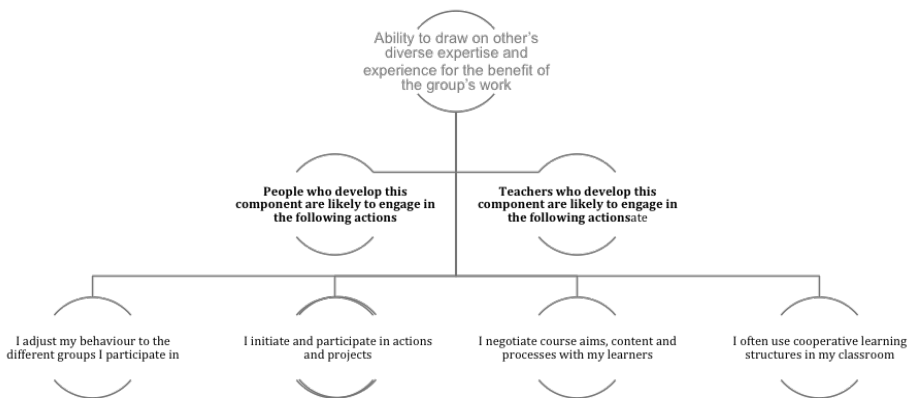 Ability to draw on other's
diverse expertise and
experience for the benefit of
the group's work
People who develop this
component are likely to engage in
the following actions
Teachers who develop this
component are likely to engage in
the following actionsate
I adjust my behaviour to the
different groups I participate in
I initiate and participate in actions
and projects
I negotiate course aims, content and
processes with my learners
I often use cooperative learning
structures in my classroom